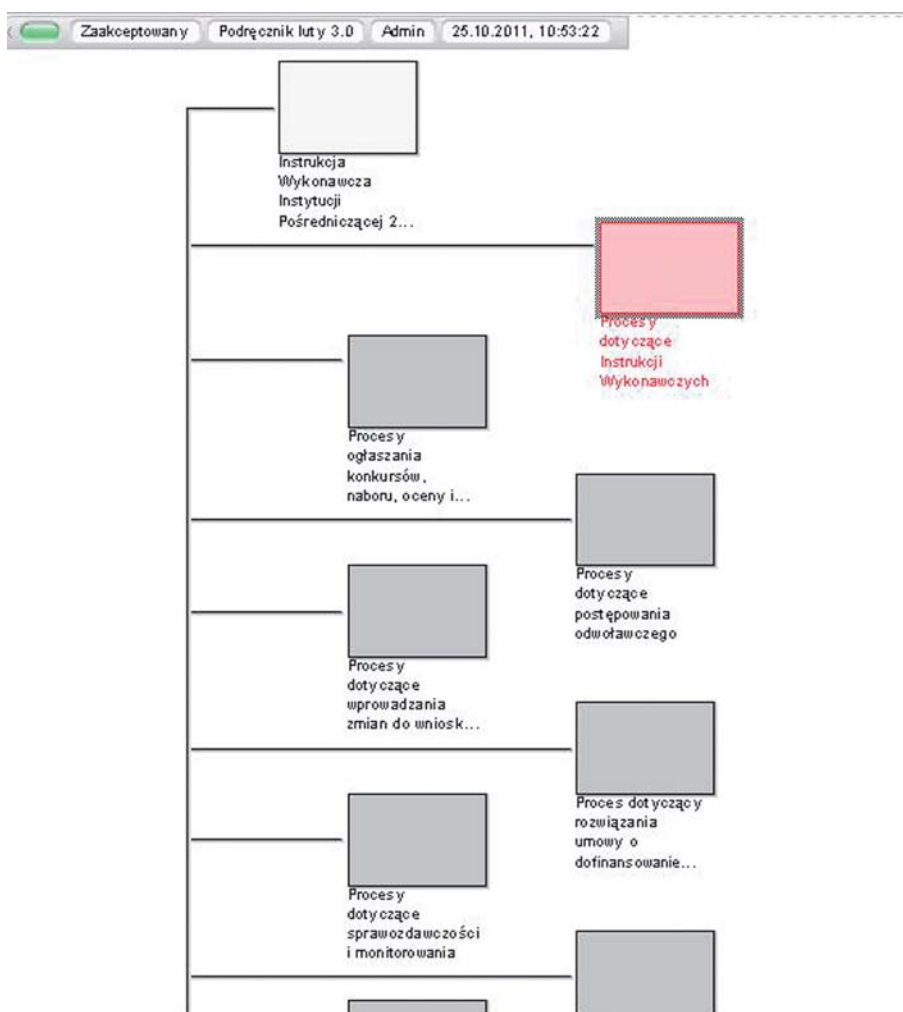 Zaakceptowany Podręcznik luty 3.0 Admin 25.10.2011, 10:53:22
Instrukcja
Wykonawcza
Instytucji
Pośredniczącej 2...
Procesy
dotyczące
Instrukcji
Wykonawczych
Procesy
ogłaszania
konkursów,
naboru, oceny i...
Procesy
dotyczące
postępowania
odwoławczego
Procesy
dotyczące
wprowadzania
zmian do wniosk...
Proces dotyczący
rozwiązania
umowy o
dofinansowanie...
Procesy
dotyczące
sprawozdawczości
i monitorowania